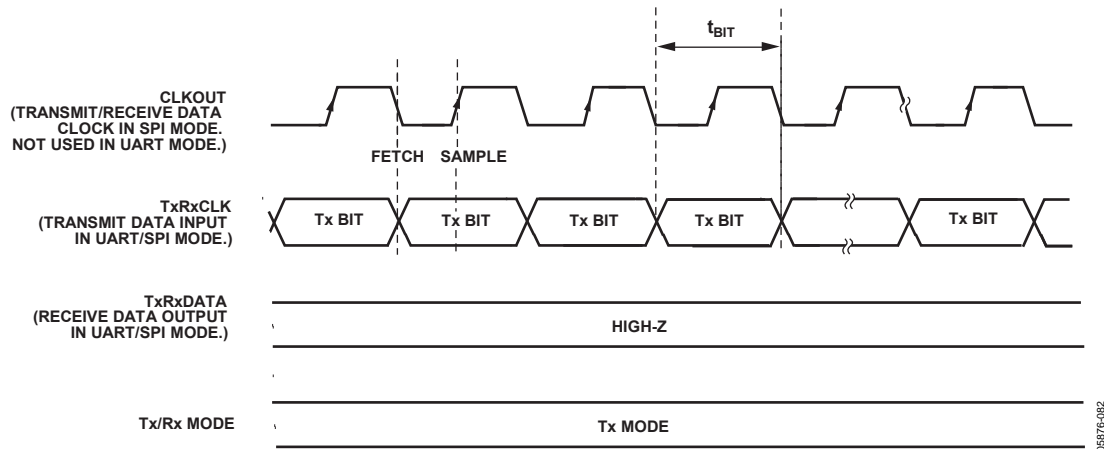 tBIT
CLKOUT
(TRANSMIT/RECEIVE DATA
CLOCK IN SPI MODE.
NOT USED IN UART MODE.)
FETCH SAMPLE
TxRxCLK
(TRANSMIT DATA INPUT
IN UART/SPI MODE.)
Tx BIT Tx BIT Tx BIT Tx BIT Tx BIT
TxRxDATA
(RECEIVE DATA OUTPUT
IN UART/SPI MODE.)
HIGH-Z
Tx/Rx MODE
Tx MODE
05876-082